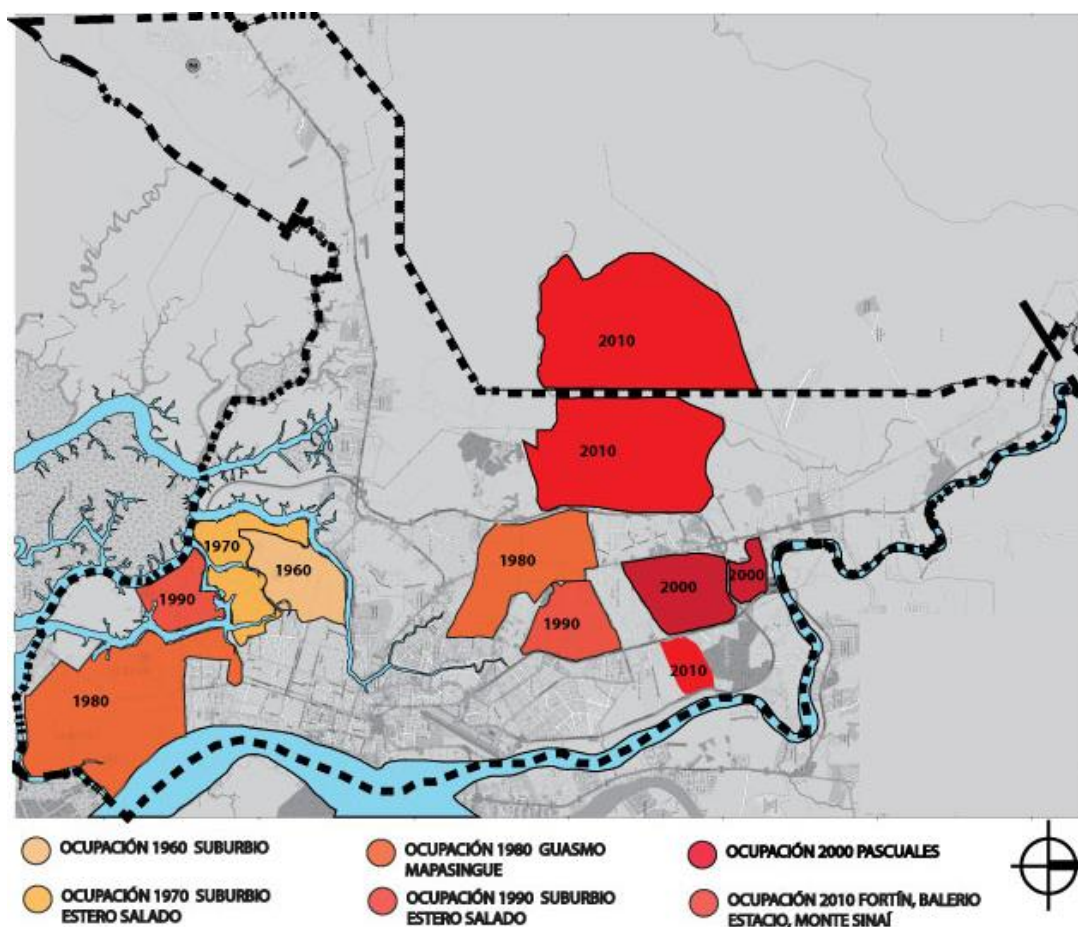 2010
2010
1970
1980
1960
2000
2000
1990
1990
2010
1980
OCUPACIÓN 1960 SUBURBIO
OCUPACIÓN 1970 SUBURBIO
ESTERO SALADO
OCUPACIÓN 1980 GUASMO
MAPASINGUE
OCUPACIÓN 1990 SUBURBIO
ESTERO SALADO
OCUPACIÓN 2000 PASCUALES
OCUPACIÓN 2010 FORTÍN, BALERIO
ESTACIO, MONTE SINAÍ